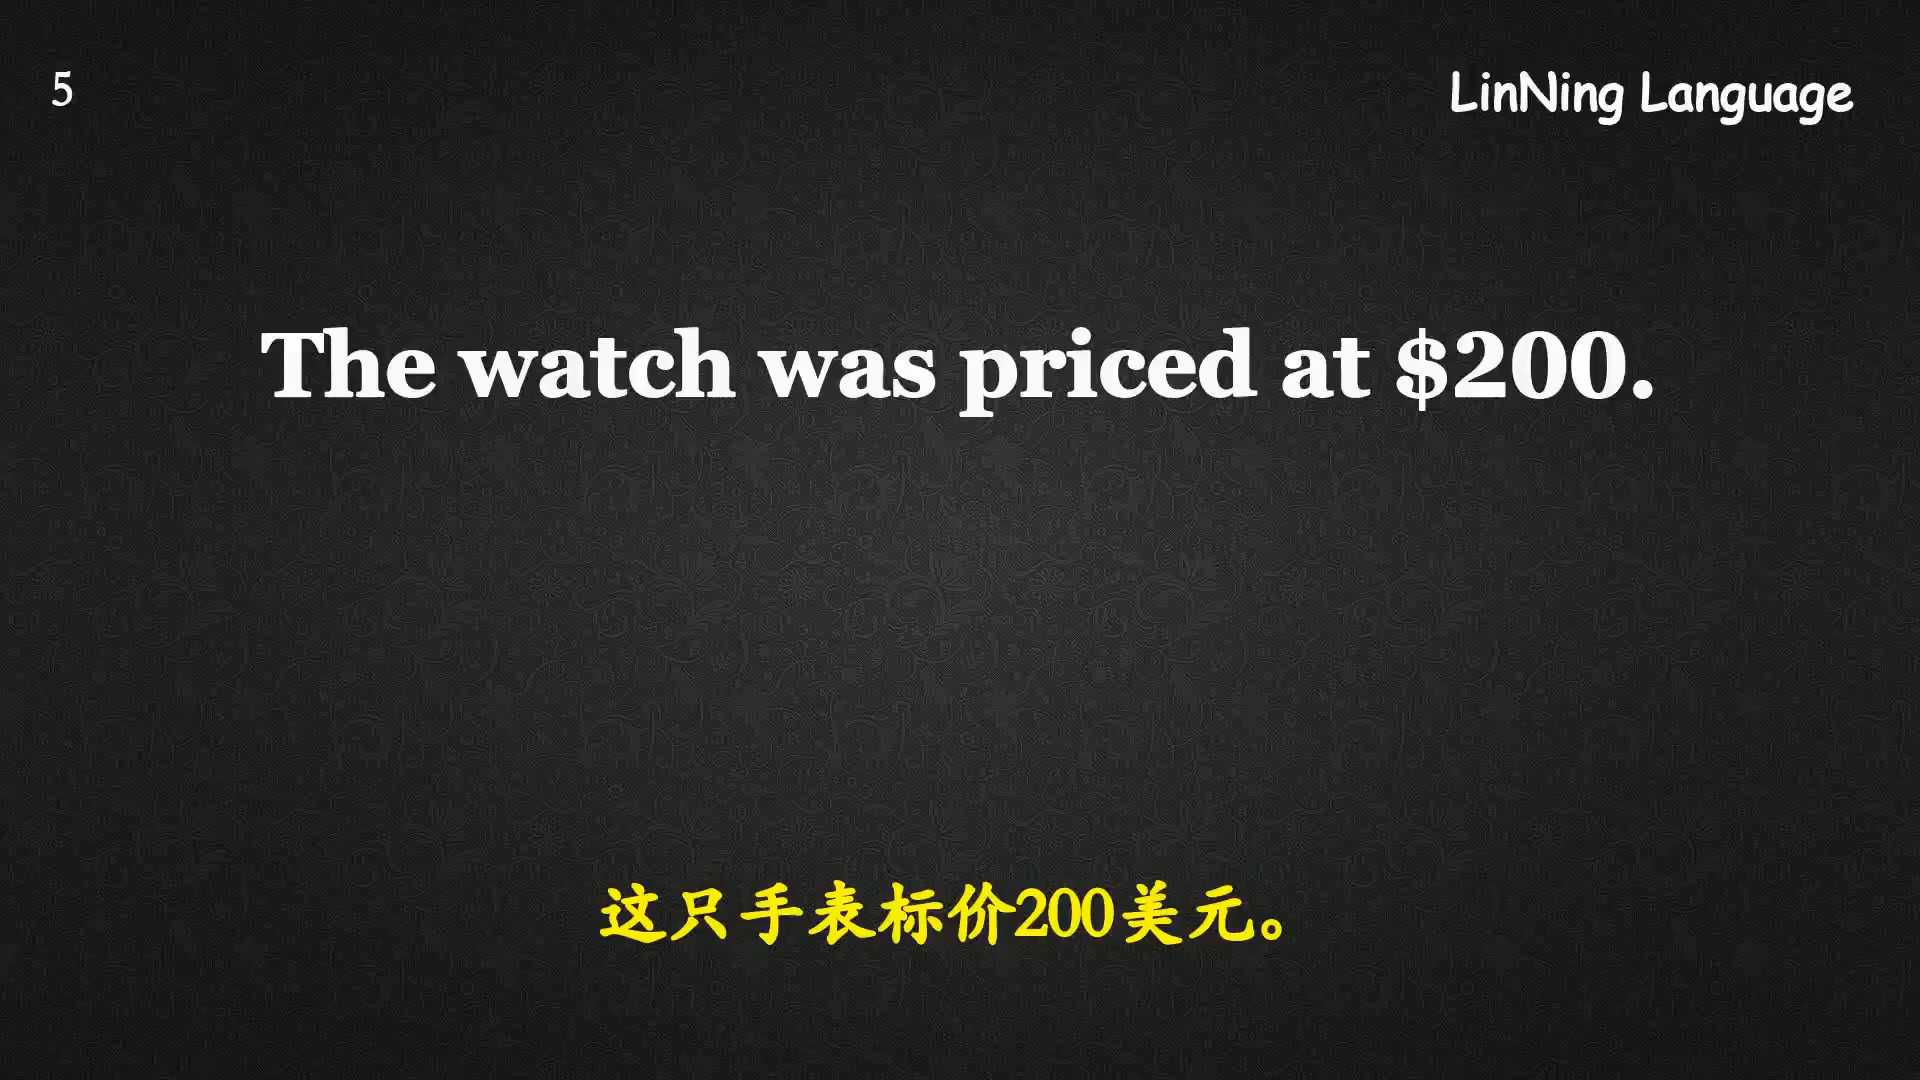 5
LinNing Language
The watch was priced at $200.
这只手表标价200美元。